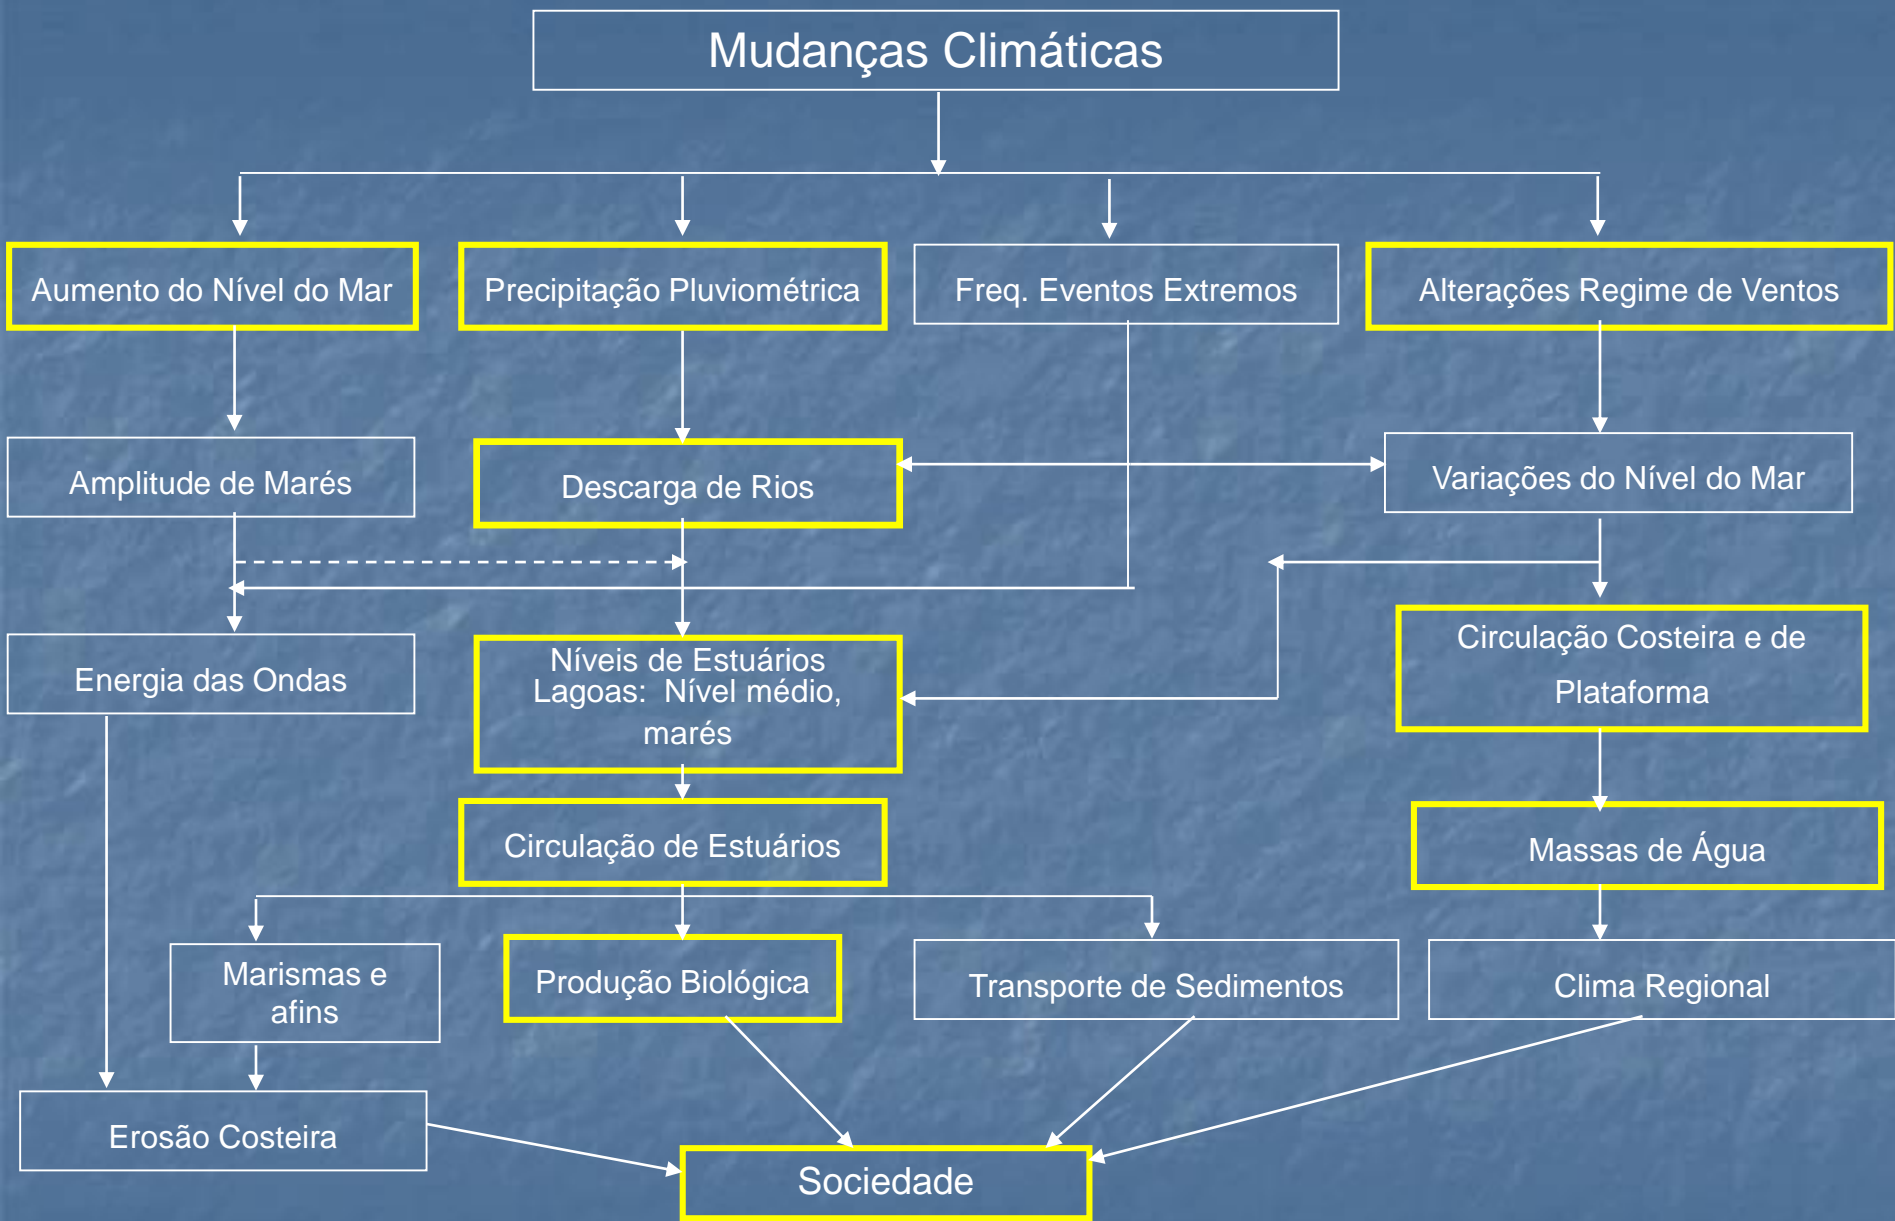 Mudanças Climáticas
Aumento do Nível do Mar
Precipitação Pluviométrica
Freq. Eventos Extremos
Alterações Regime de Ventos
Amplitude de Marés
Descarga de Rios
Variações do Nível do Mar
Energia das Ondas
Níveis de Estuários
Lagoas: Nível médio,
marés
Circulação Costeira e de
Plataforma
Circulação de Estuários
Massas de Água
Marismas e
afins
Produção Biológica
Transporte de Sedimentos
Clima Regional
Erosão Costeira
Sociedade